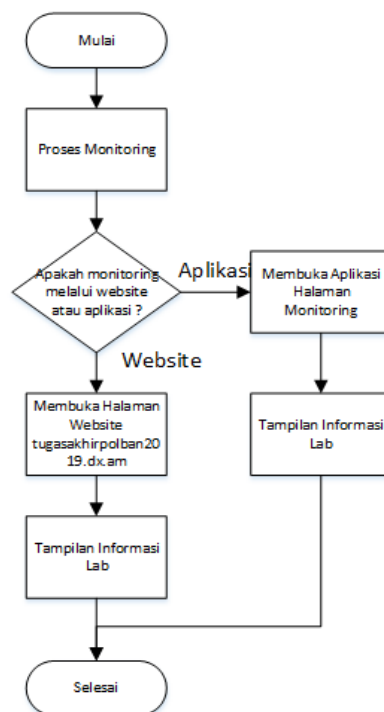 Mulai
Proses Monitoring
Apakah monitoring
melalui website
atau aplikasi ?
Aplikasi
Membuka Aplikasi
Halaman
Monitoring
Website
Membuka Halaman
Website
tugasakhirpolban20
19.dx.am
Tampilan Informasi
Lab
Tampilan Informasi
Lab
Selesai